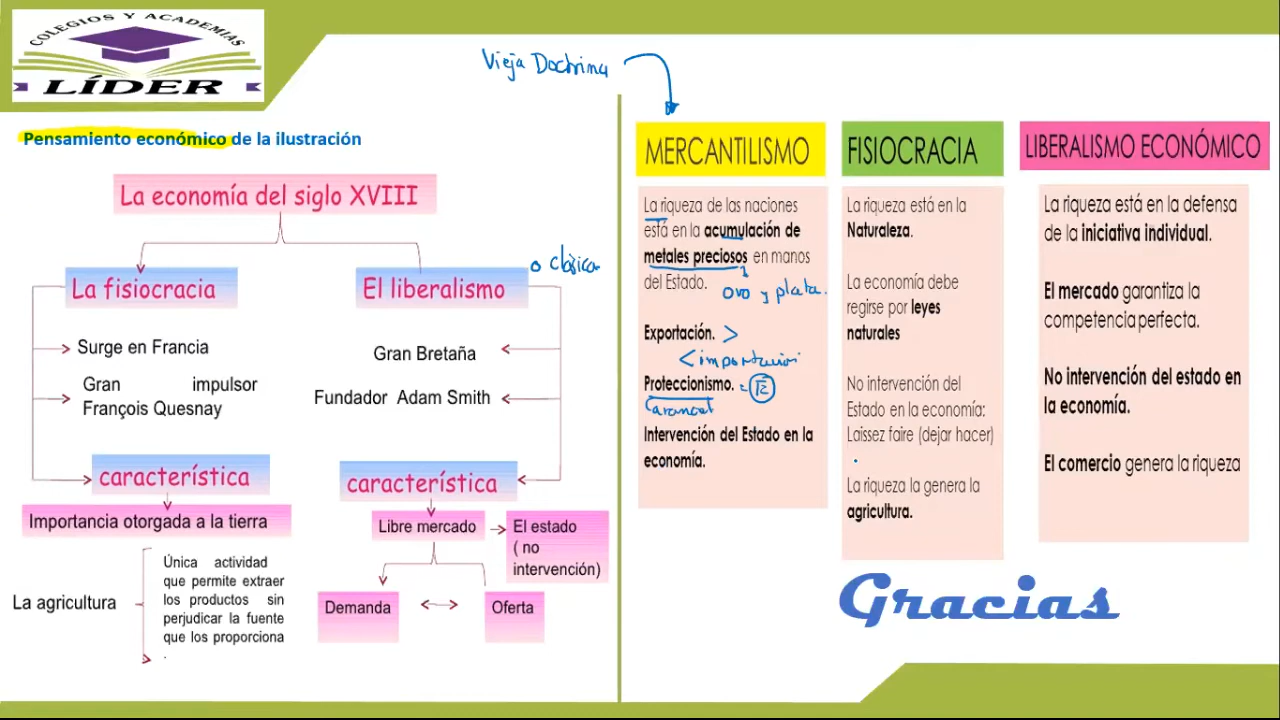 COLEGIOS Y ACADEMIAS
LÍDER
Pensamiento económico de la ilustración
La economía del siglo XVIII
La fisiocracia
El liberalismo
o clásica
Surge en Francia
Gran impulsor
François Quesnay
Gran Bretaña
Fundador Adam Smith
característica
característica
Importancia otorgada a la tierra
Libre mercado
El estado
( no
intervención)
La agricultura
Única actividad
que permite extraer
los productos sin
perjudicar la fuente
que los proporciona
.
Demanda
Oferta
Vieja Doctrina
MERCANTILISMO
La riqueza de las naciones
está en la acumulación de
metales preciosos en manos
del Estado.
oro y plata.
Exportación. >
< importación
Proteccionismo. = E
arancel
Intervención del Estado en la
economía.
FISIOCRACIA
La riqueza está en la
Naturaleza.
La economía debe
regirse por leyes
naturales
No intervención del
Estado en la economía:
Laissez faire (dejar hacer)
La riqueza la genera la
agricultura.
LIBERALISMO ECONÓMICO
La riqueza está en la defensa
de la iniciativa individual.
El mercado garantiza la
competencia perfecta.
No intervención del estado en
la economía.
El comercio genera la riqueza
Gracias